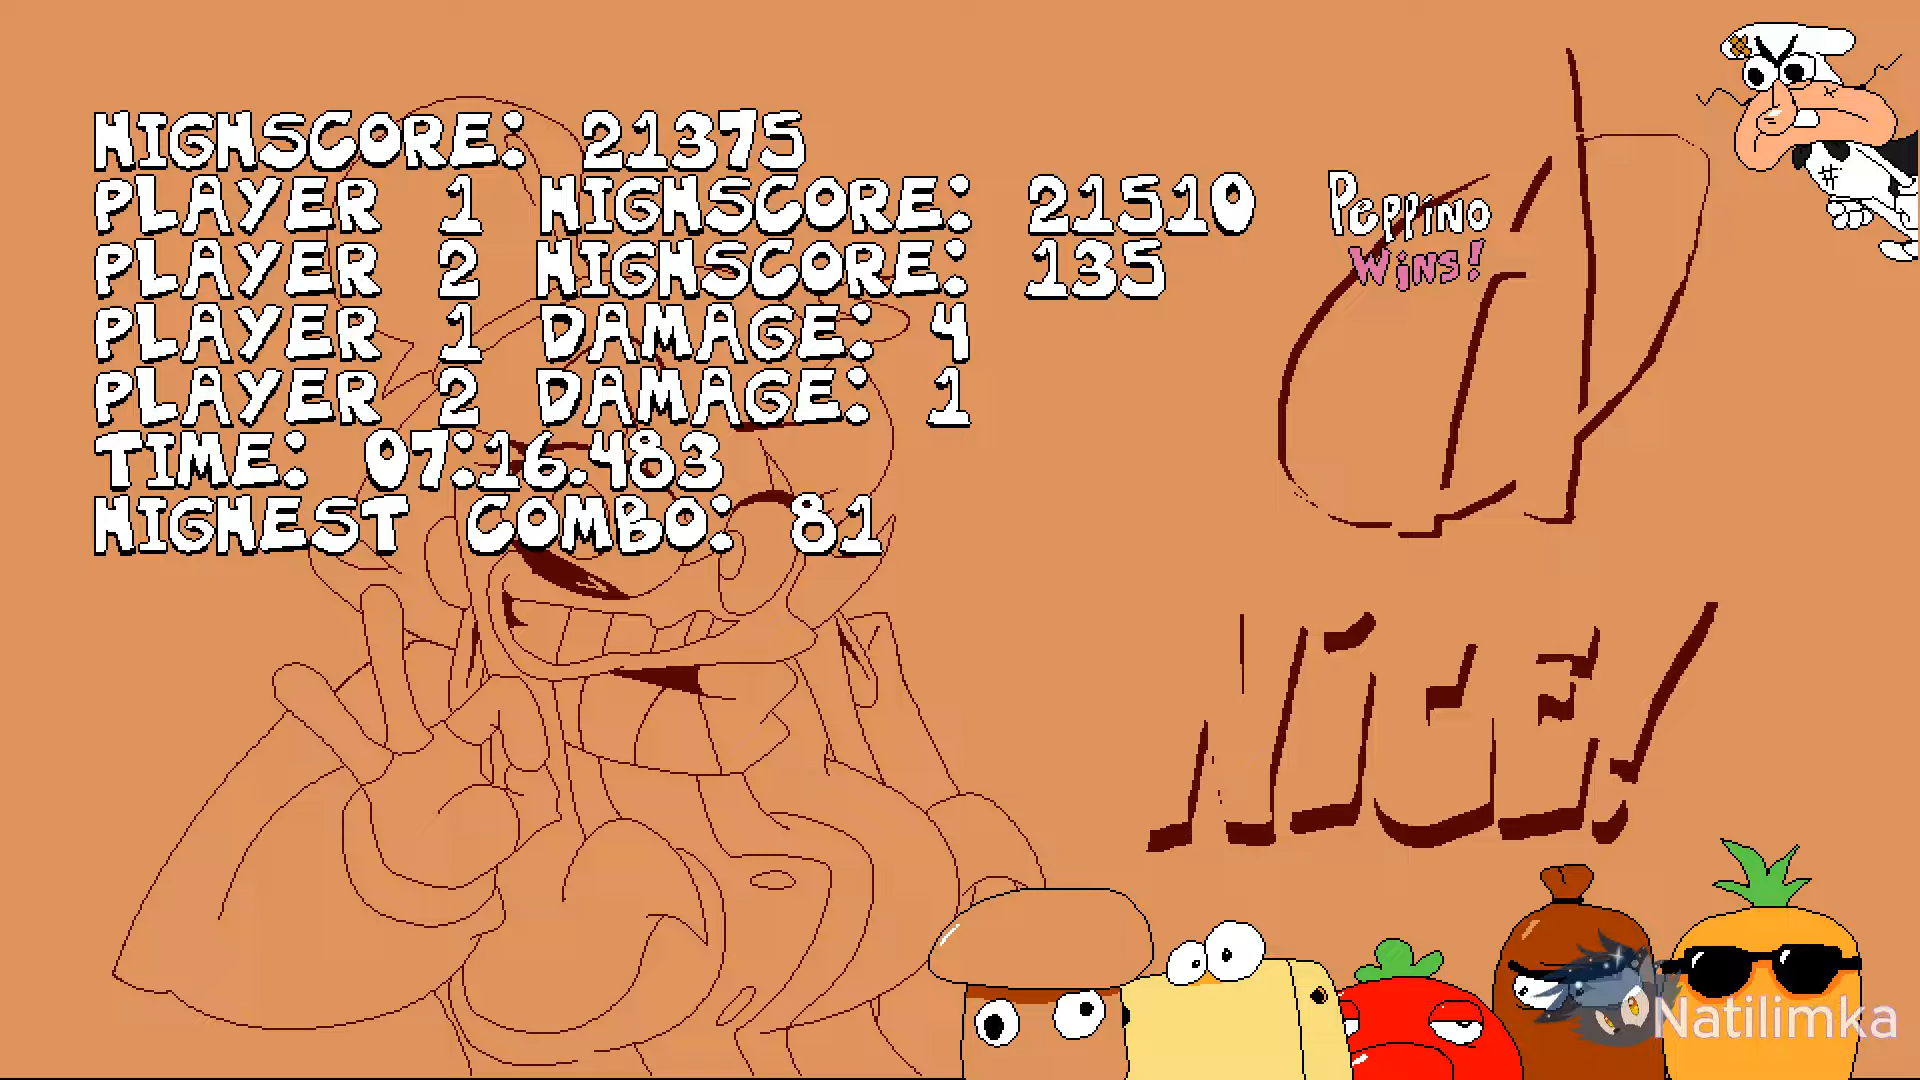 HIGHSCORE: 21375
PLAYER 1 HIGHSCORE: 21510
PLAYER 2 HIGHSCORE: 135
PLAYER 1 DAMAGE: 4
PLAYER 2 DAMAGE: 1
TIME: 07:16.483
HIGHEST COMBO: 81
PEPPINO
WiNS!
NICE!
Natilimka